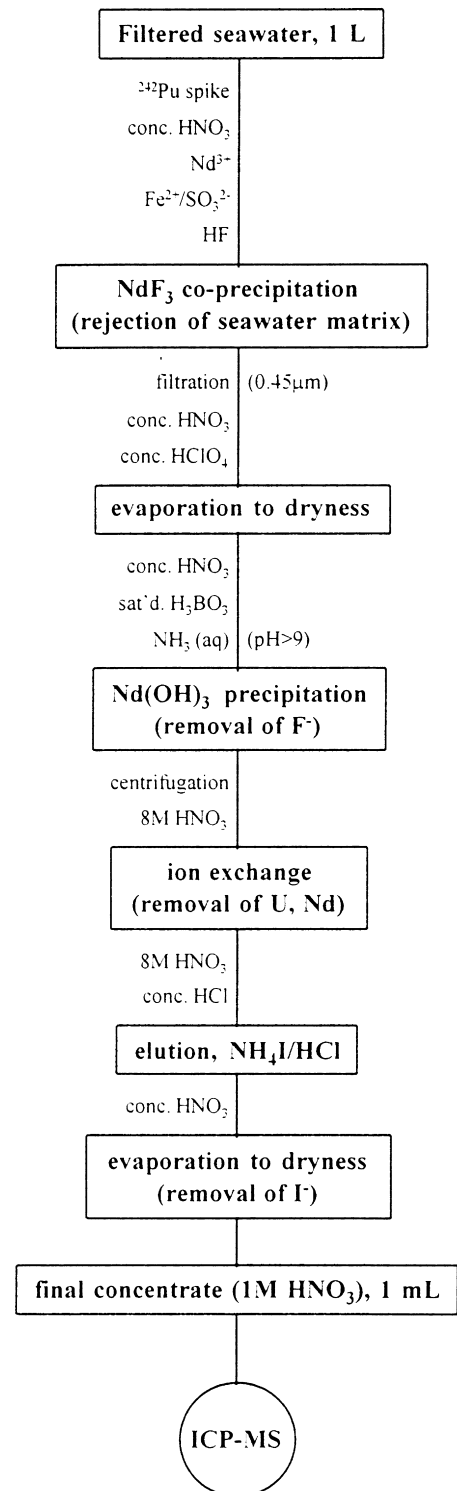 Filtered seawater, 1 L
²⁴²Pu spike
conc. HNO₃
Nd³⁺
Fe²⁺/SO₃²⁻
HF
NdF₃ co-precipitation
(rejection of seawater matrix)
filtration (0.45µm)
conc. HNO₃
conc. HClO₄
evaporation to dryness
conc. HNO₃
sat'd. H₃BO₃
NH₃ (aq) (pH>9)
Nd(OH)₃ precipitation
(removal of F⁻)
centrifugation
8M HNO₃
ion exchange
(removal of U, Nd)
8M HNO₃
conc. HCl
elution, NH₄I/HCl
conc. HNO₃
evaporation to dryness
(removal of I⁻)
final concentrate (1M HNO₃), 1 mL
ICP-MS